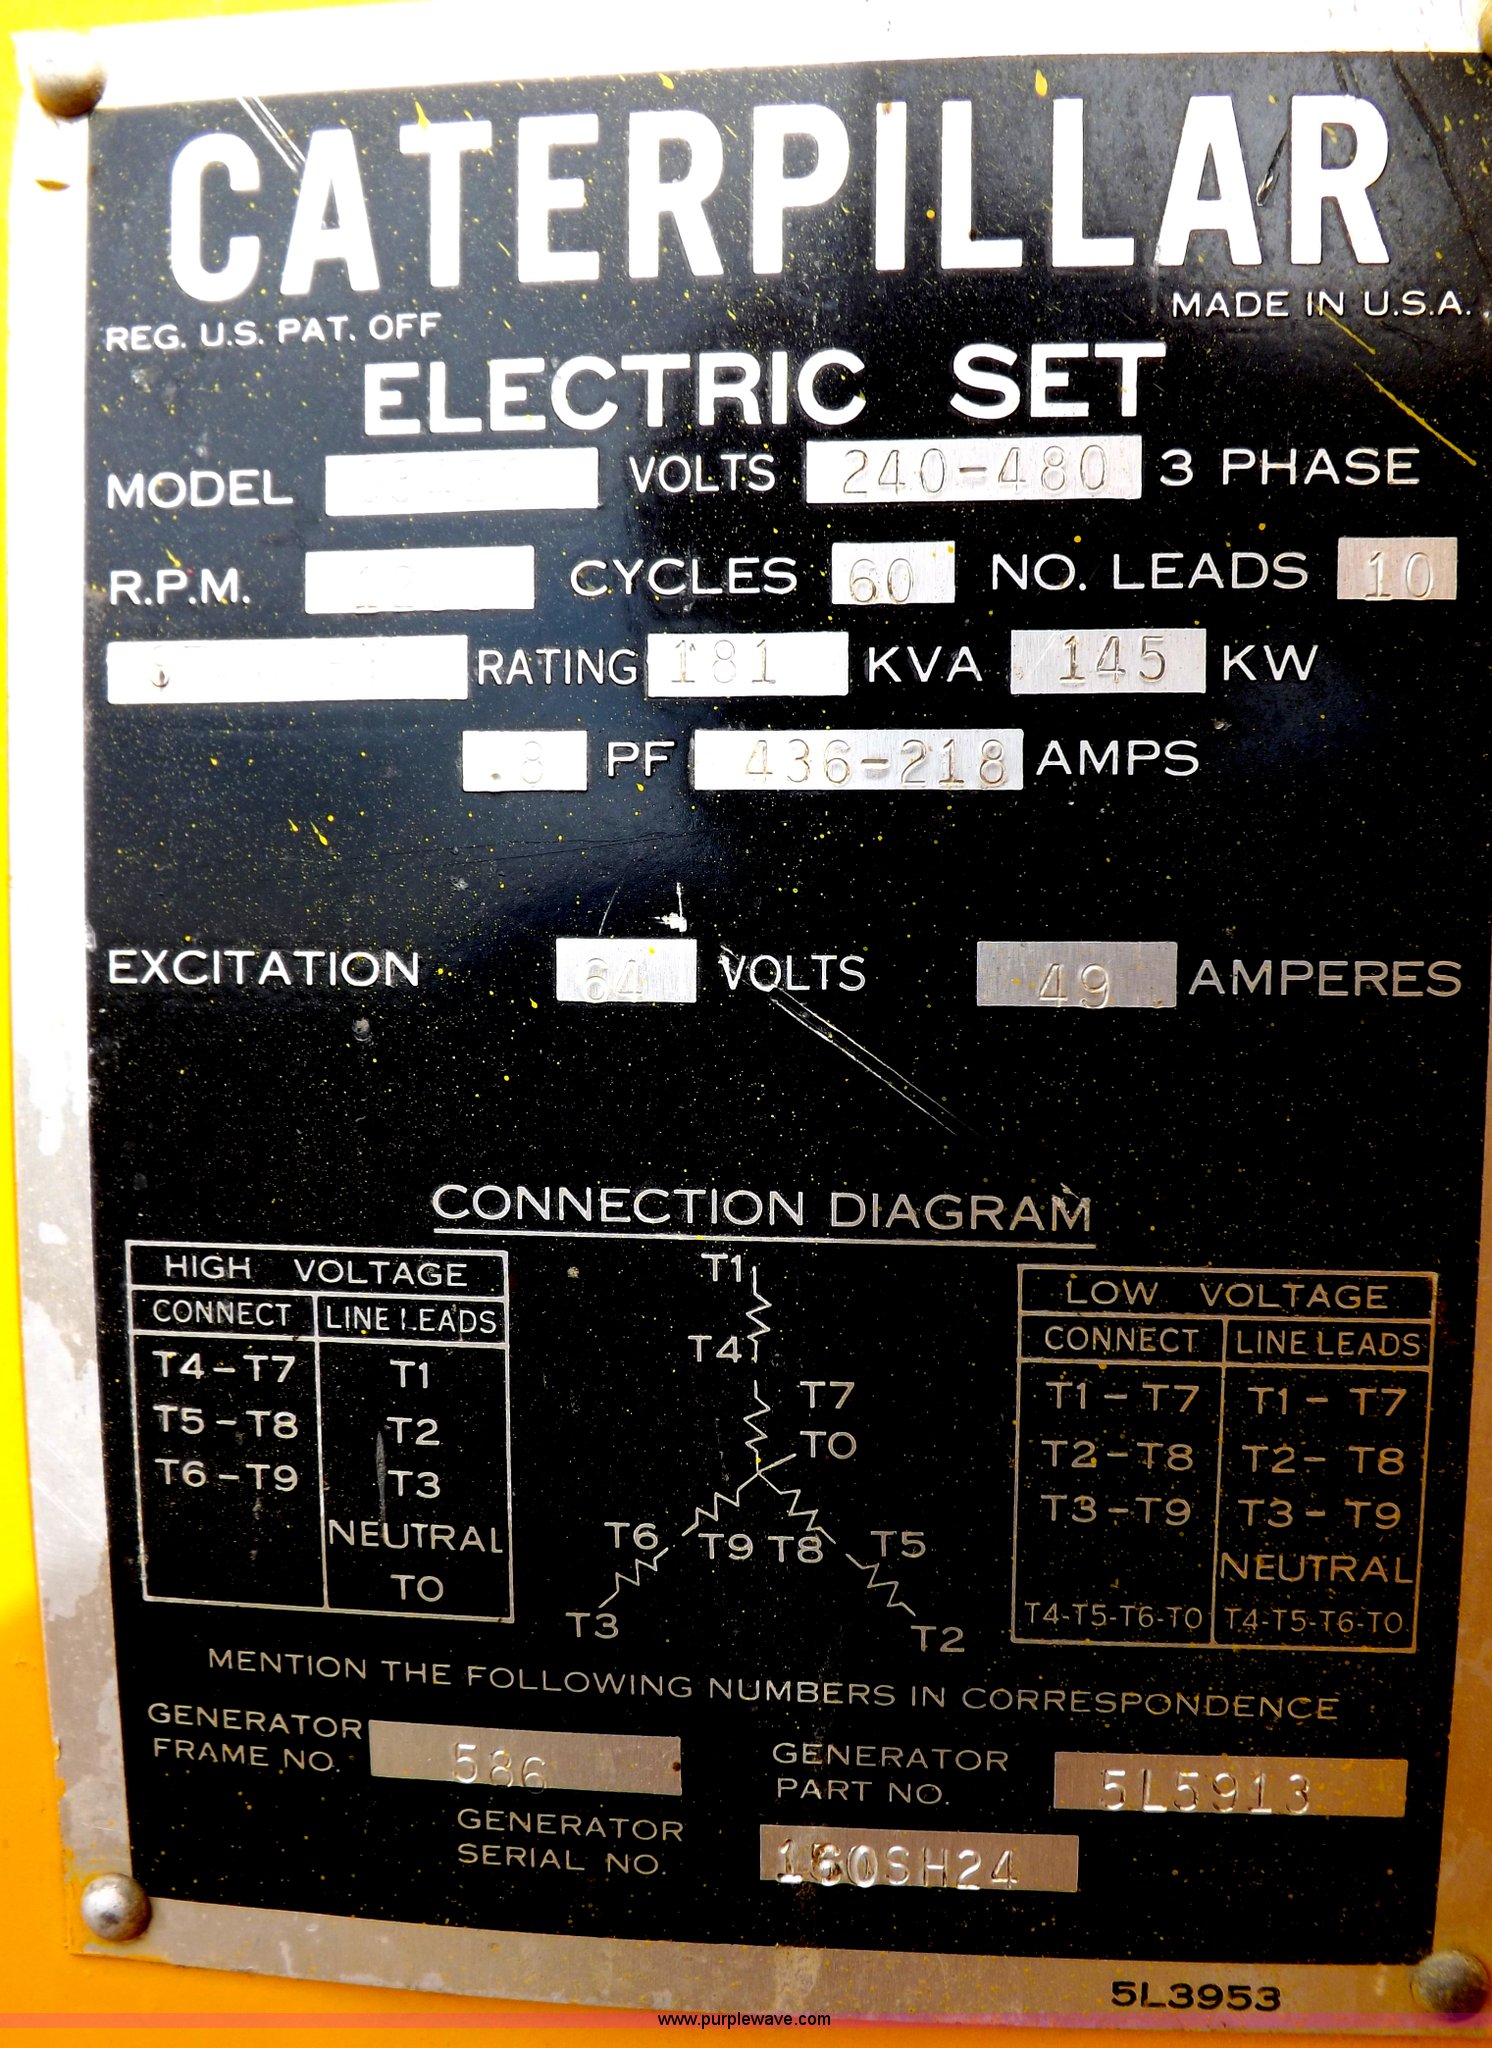 CATERPILLAR
REG. U.S. PAT. OFF
MADE IN U.S.A.
ELECTRIC SET
MODEL VOLTS 240-480 3 PHASE
R.P.M. CYCLES 60 NO. LEADS 10
RATING 181 KVA 145 KW
.8 PF 436-218 AMPS
EXCITATION 64 VOLTS 49 AMPERES
CONNECTION DIAGRAM
HIGH VOLTAGE
CONNECT LINE LEADS
T4-T7 T1
T5-T8 T2
T6-T9 T3
NEUTRAL
TO
T1
T4
T7
TO
T6 T9 T8 T5
T3 T2
LOW VOLTAGE
CONNECT LINE LEADS
T1-T7 T1-T7
T2-T8 T2-T8
T3-T9 T3-T9
NEUTRAL
T4-T5-T6-TO T4-T5-T6-TO
MENTION THE FOLLOWING NUMBERS IN CORRESPONDENCE
GENERATOR
FRAME NO. 586
GENERATOR
PART NO. 5L5913
GENERATOR
SERIAL NO.
5L3953
www.purplewave.com